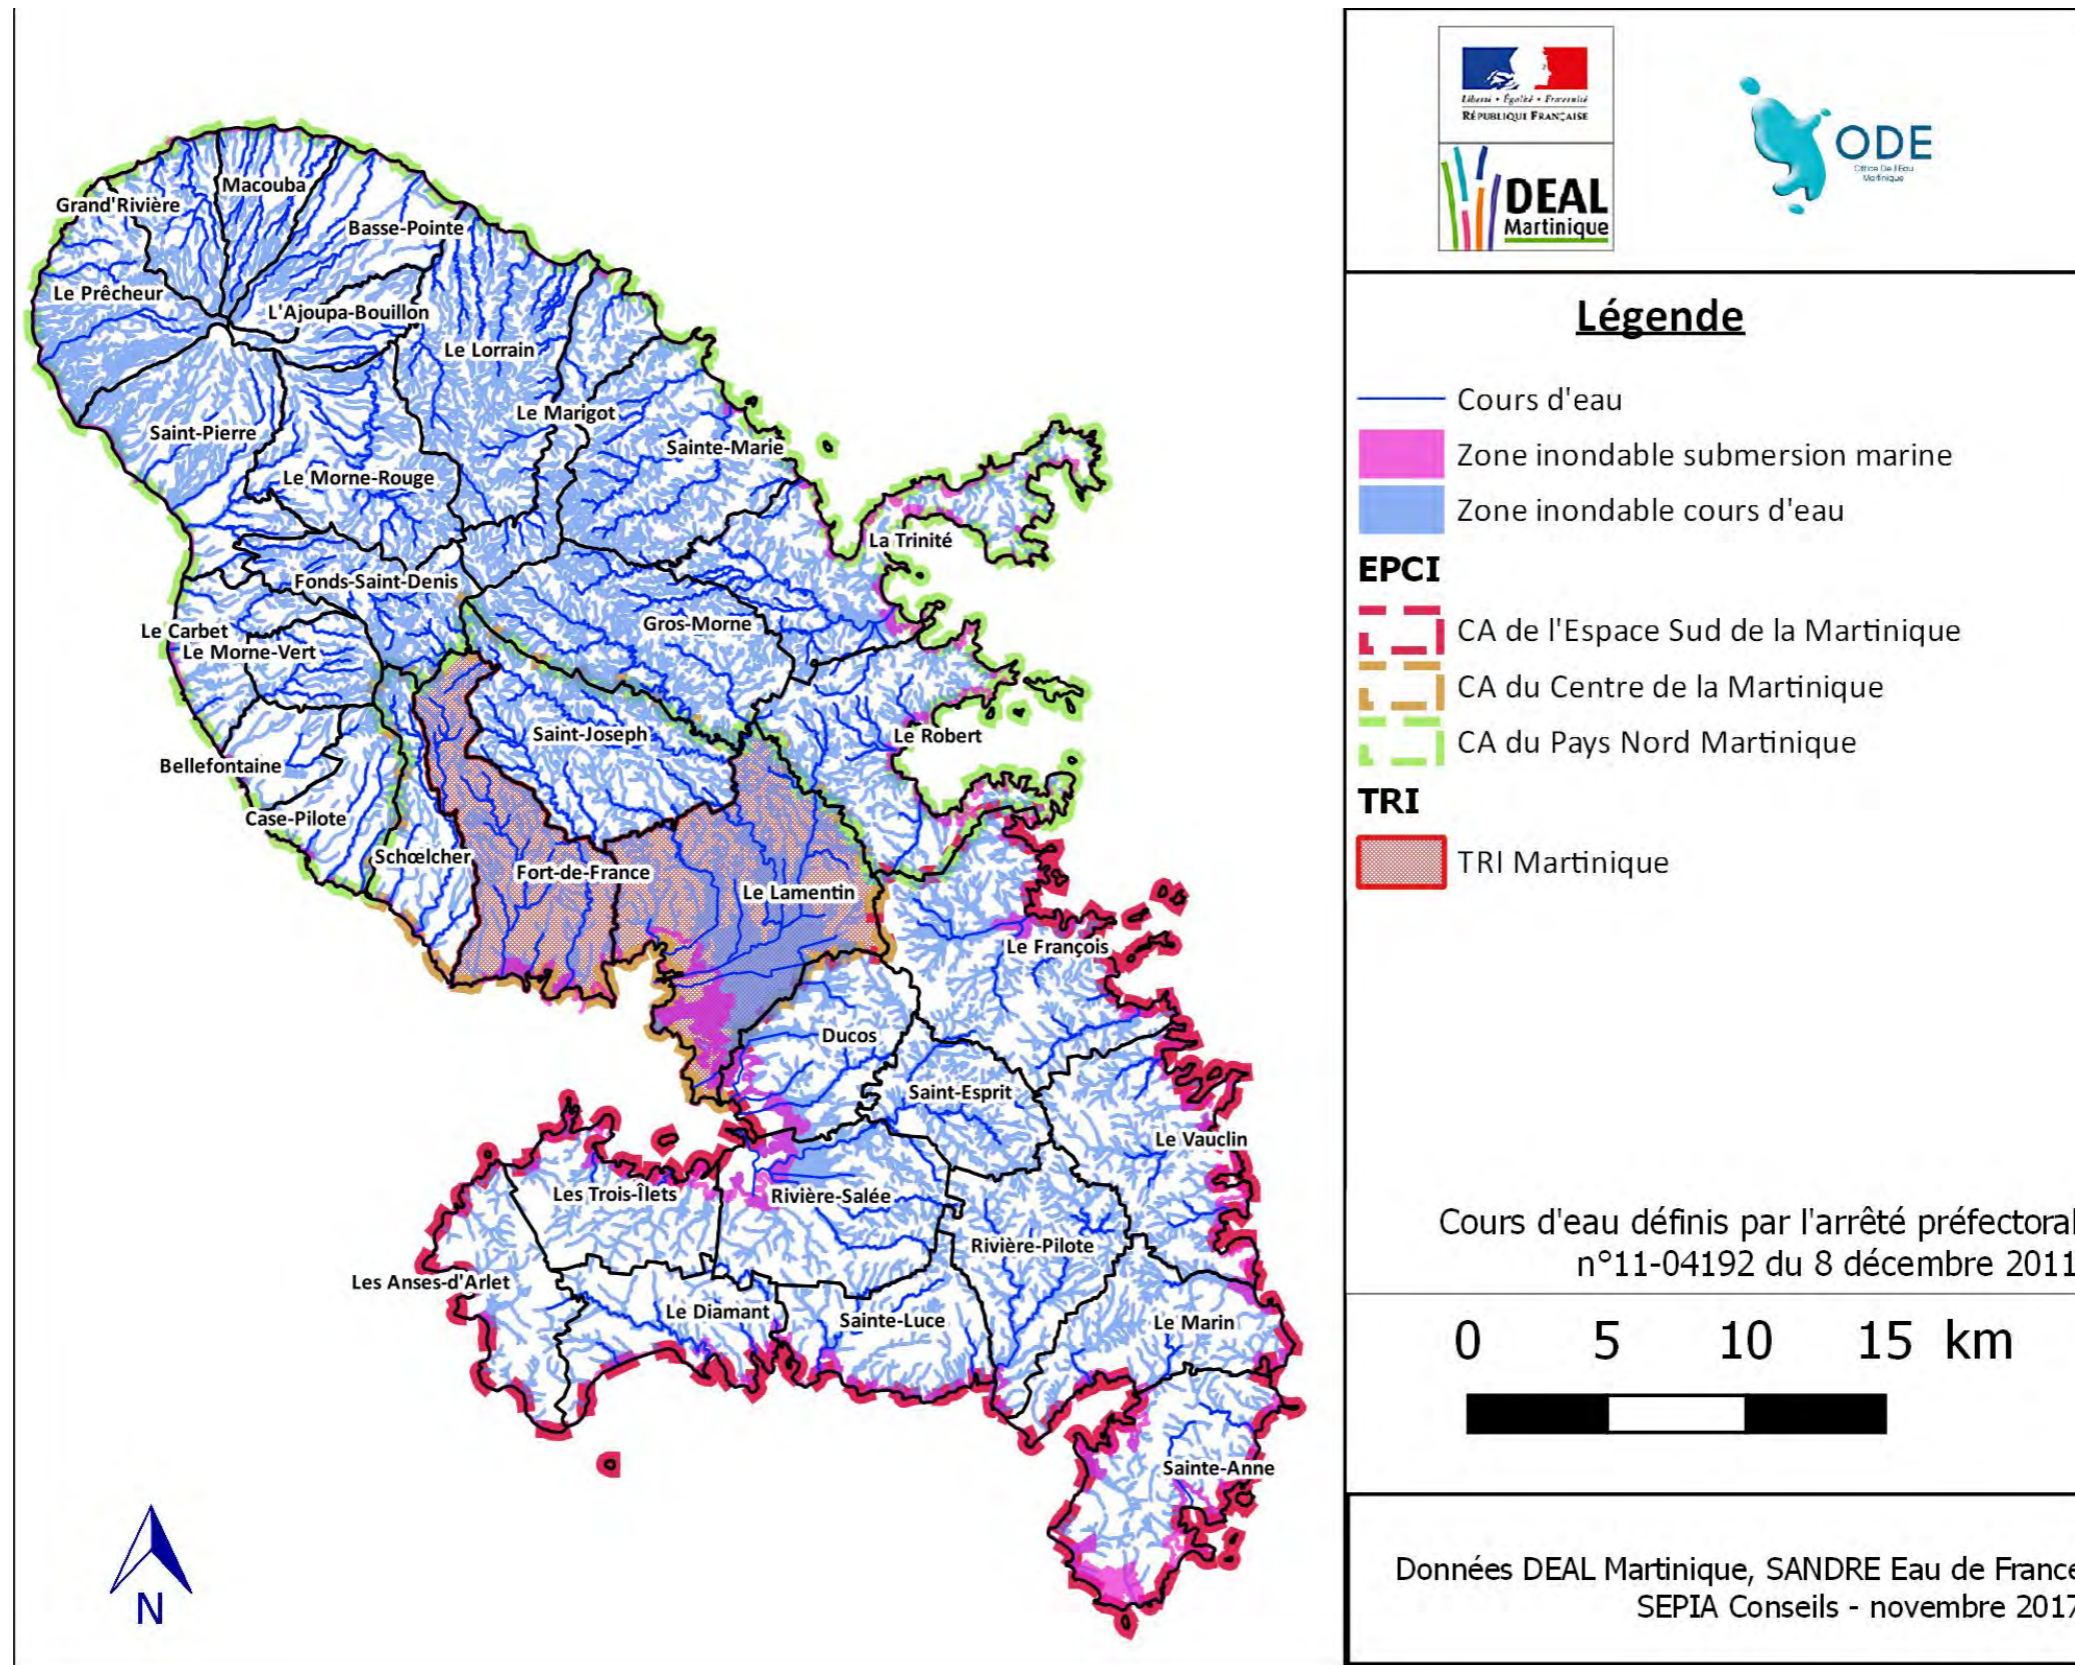 Macouba
Grand'Rivière
Basse-Pointe
Le Prêcheur
L'Ajoupa-Bouillon
Le Lorrain
Le Marigot
Saint-Pierre
Sainte-Marie
Le Morne-Rouge
La Trinité
Fonds-Saint-Denis
Gros-Morne
Le Carbet
Le Morne-Vert
Saint-Joseph
Le Robert
Bellefontaine
Case-Pilote
Schœlcher
Fort-de-France
Le Lamentin
Le François
Ducos
Saint-Esprit
Le Vauclin
Les Trois-Îlets
Rivière-Salée
Rivière-Pilote
Les Anses-d'Arlet
Le Diamant
Sainte-Luce
Le Marin
Sainte-Anne
N
Liberté • Égalité • Fraternité
RÉPUBLIQUE FRANÇAISE
DEAL
Martinique
ODE
Office De l'Eau
Martinique
Légende
Cours d'eau
Zone inondable submersion marine
Zone inondable cours d'eau
EPCI
CA de l'Espace Sud de la Martinique
CA du Centre de la Martinique
CA du Pays Nord Martinique
TRI
TRI Martinique
Cours d'eau définis par l'arrêté préfectoral
n°11-04192 du 8 décembre 2011
0 5 10 15 km
Données DEAL Martinique, SANDRE Eau de France
SEPIA Conseils - novembre 2017